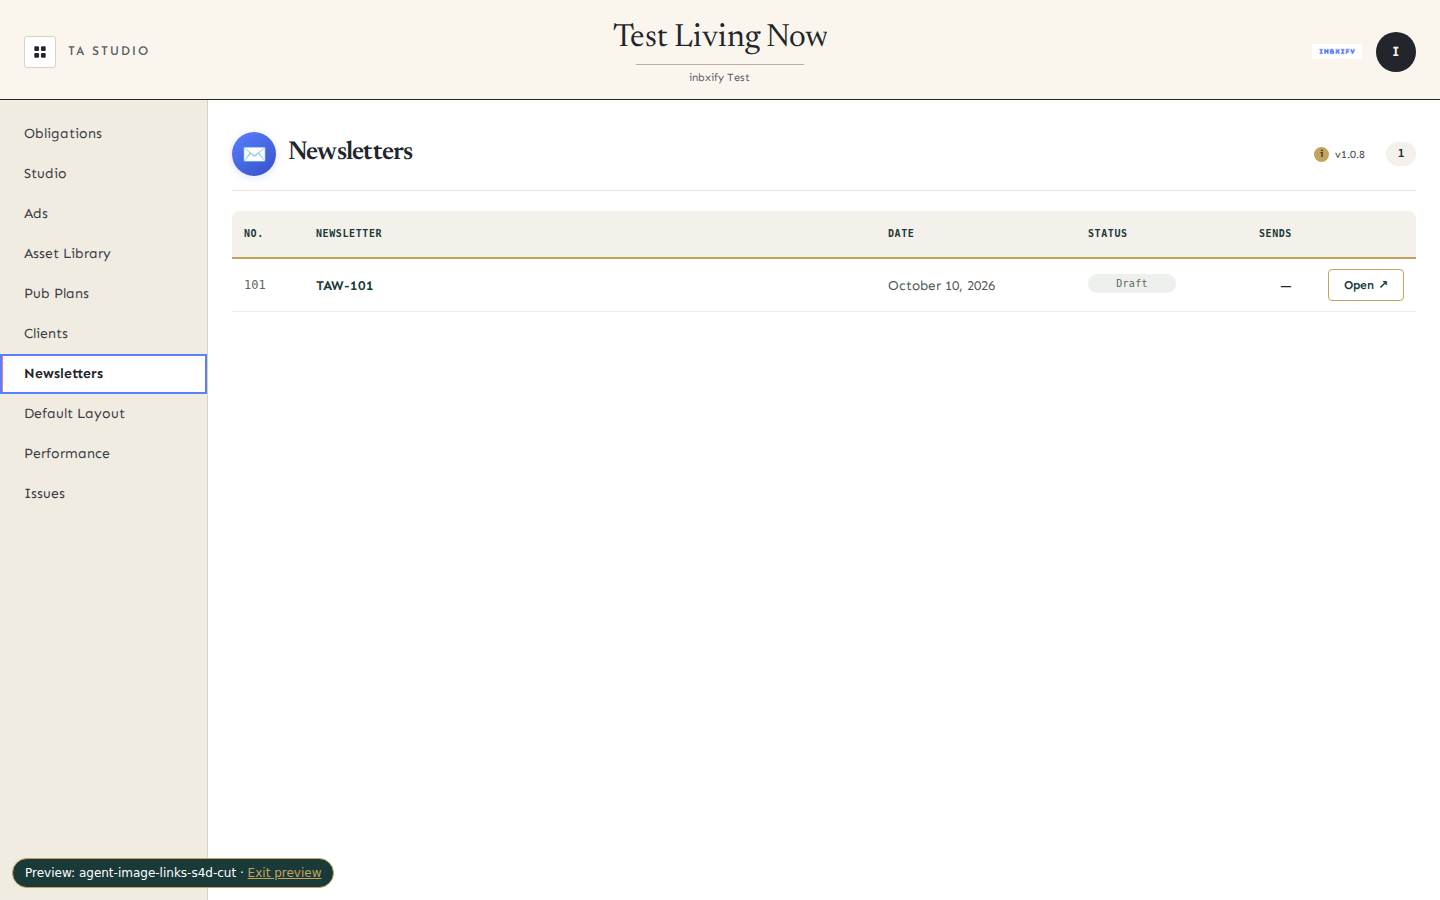 TA STUDIO
Test Living Now
inbxify Test
INBXIFY
I
Obligations
Studio
Ads
Asset Library
Pub Plans
Clients
Newsletters
Default Layout
Performance
Issues
Newsletters
i v1.0.8 1
NO. NEWSLETTER DATE STATUS SENDS
101 TAW-101 October 10, 2026 Draft — Open ↗
Preview: agent-image-links-s4d-cut · Exit preview